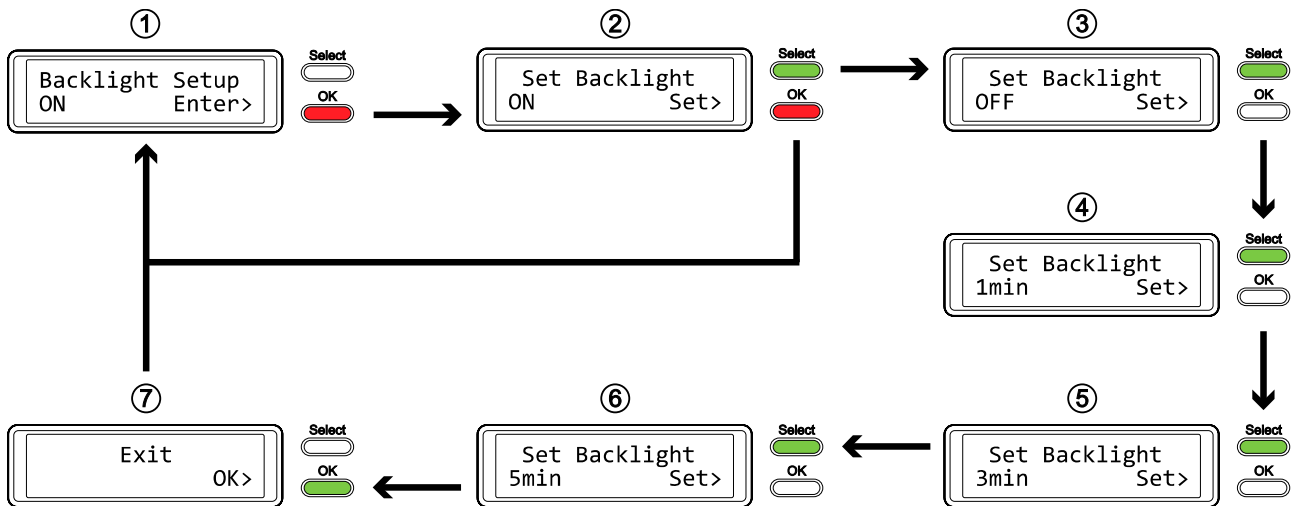 ①
Backlight Setup
ON Enter>
Select
OK
②
Set Backlight
ON Set>
Select
OK
③
Set Backlight
OFF Set>
Select
OK
④
Set Backlight
1min Set>
Select
OK
⑤
Set Backlight
3min Set>
Select
OK
⑥
Set Backlight
5min Set>
Select
OK
⑦
Exit
OK>
Select
OK